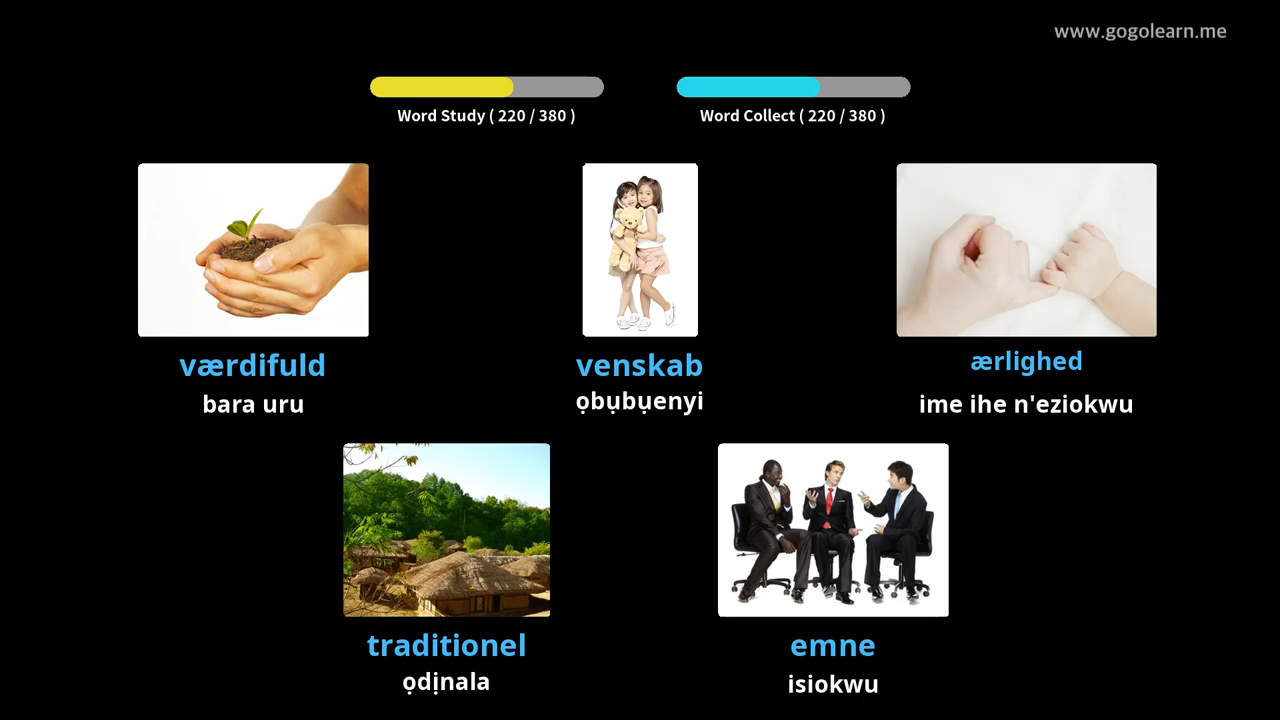 www.gogolearn.me
Word Study ( 220 / 380 )
Word Collect ( 220 / 380 )
værdifuld
bara uru
venskab
ọbụbụenyi
ærlighed
ime ihe n'eziokwu
traditionel
ọdịnala
emne
isiokwu